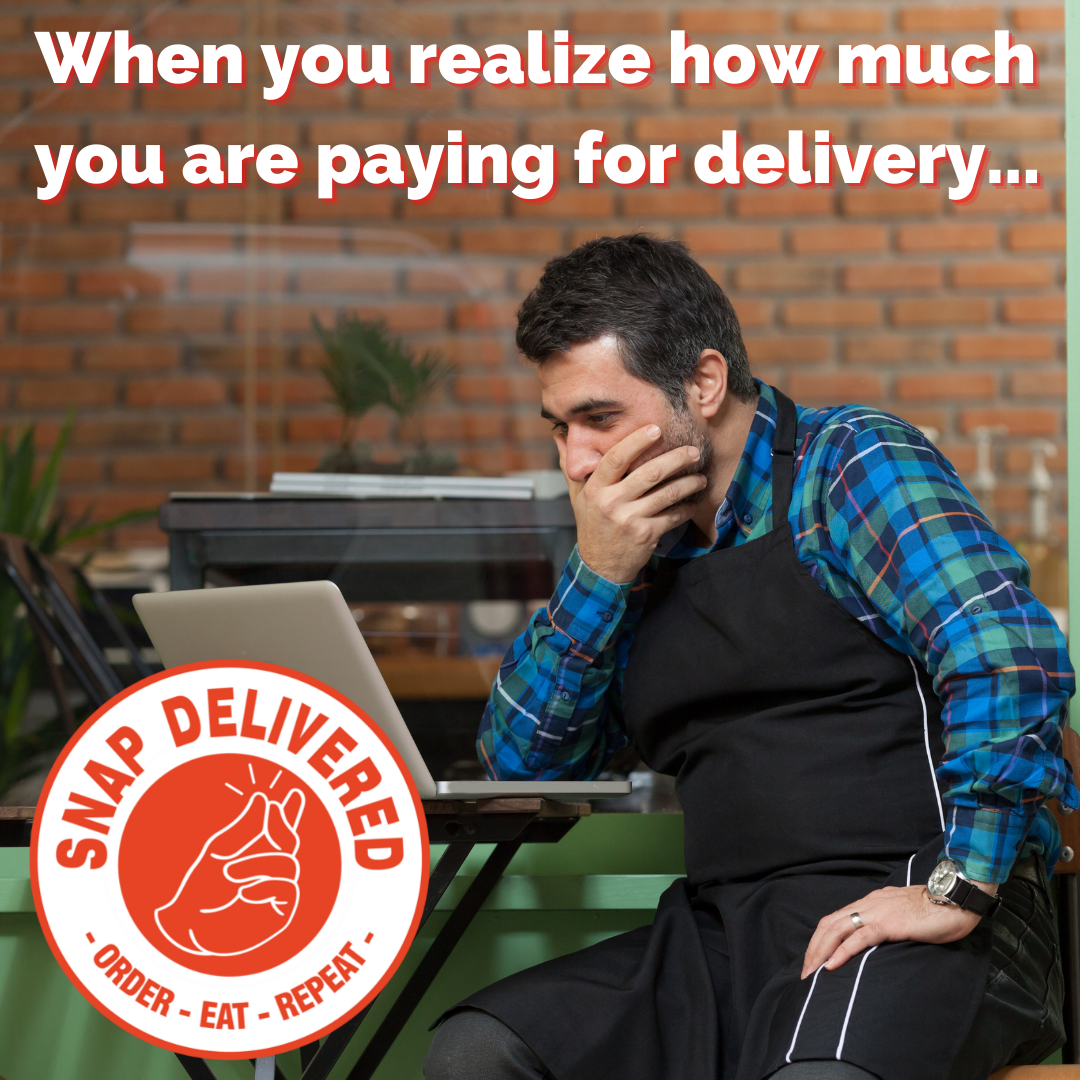 When you realize how much
you are paying for delivery...
SNAP DELIVERED
- ORDER - EAT - REPEAT -